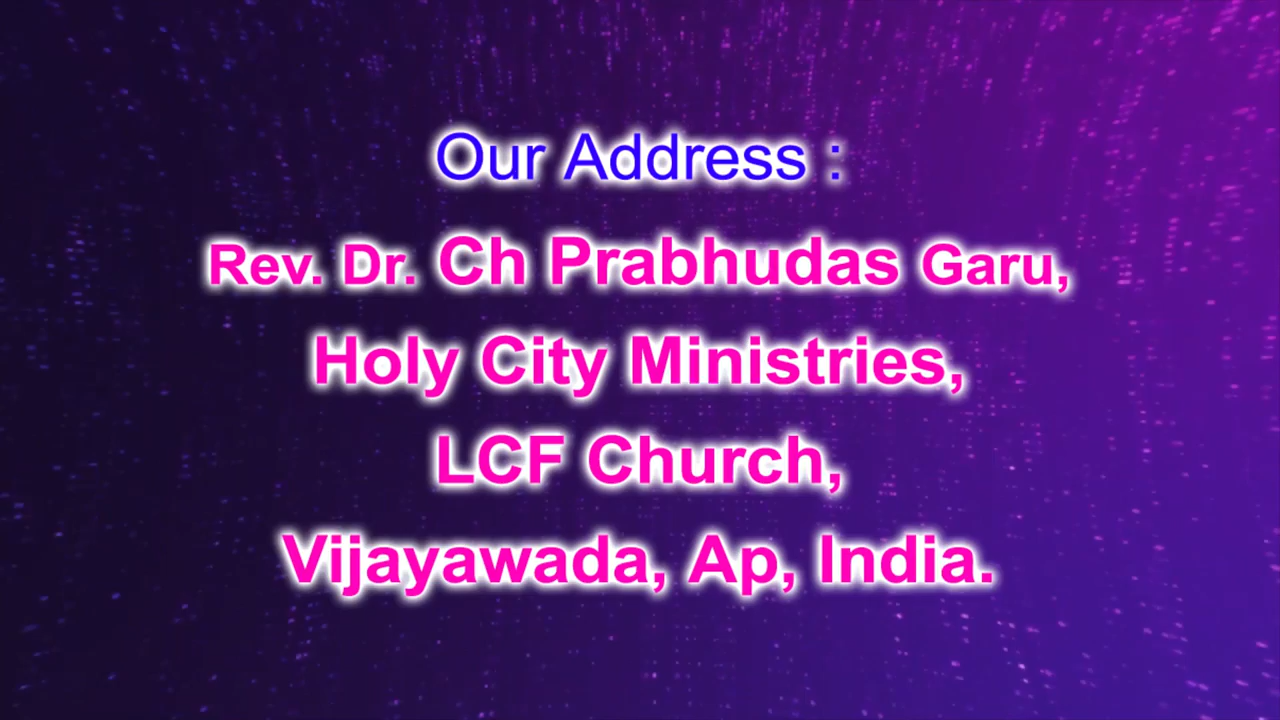 Our Address :
Rev. Dr. Ch Prabhudas Garu,
Holy City Ministries,
LCF Church,
Vijayawada, Ap, India.